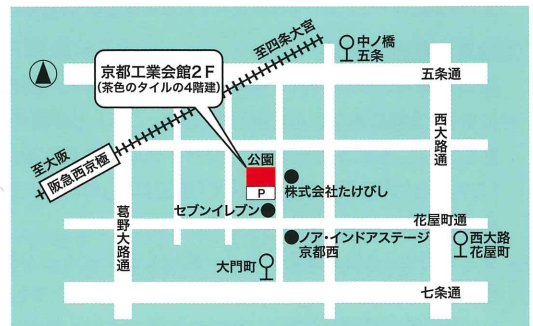 至四条大宮
中ノ橋
五条
京都工業会館2F
(茶色のタイルの4階建)
五条通
西大路通
至大阪
阪急西京極
公園
P
株式会社たけびし
セブンイレブン
葛野大路通
花屋町通
ノア・インドアステージ
京都西
西大路
花屋町
大門町
七条通